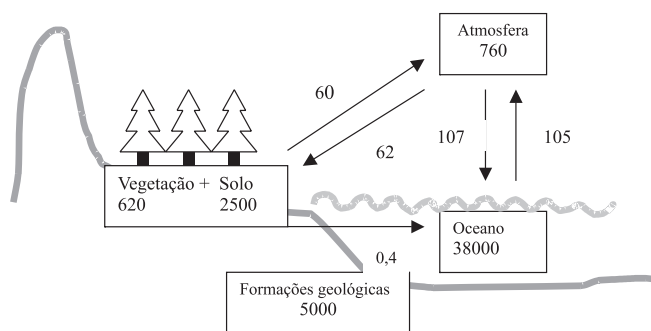 Atmosfera
760
60
62
107
105
Vegetação + Solo
620 2500
Oceano
38000
0,4
Formações geológicas
5000